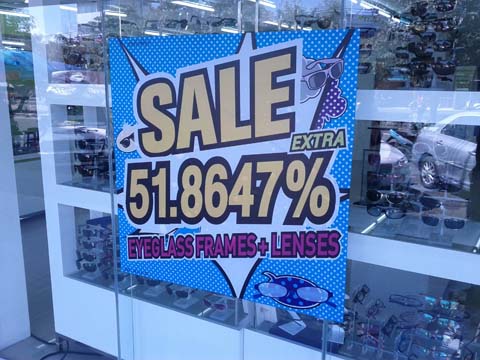 SALE
EXTRA
51.8647%
EYEGLASS FRAMES + LENSES